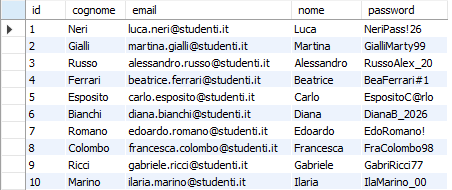 id cognome email nome password
1 Neri luca.neri@studenti.it Luca NeriPass!26
2 Gialli martina.gialli@studenti.it Martina GialliMarty99
3 Russo alessandro.russo@studenti.it Alessandro RussoAlex_20
4 Ferrari beatrice.ferrari@studenti.it Beatrice BeaFerrari#1
5 Esposito carlo.esposito@studenti.it Carlo EspositoC@rlo
6 Bianchi diana.bianchi@studenti.it Diana DianaB_2026
7 Romano edoardo.romano@studenti.it Edoardo EdoRomano!
8 Colombo francesca.colombo@studenti.it Francesca FraColombo98
9 Ricci gabriele.ricci@studenti.it Gabriele GabriRicci77
10 Marino ilaria.marino@studenti.it Ilaria IlaMarino_00